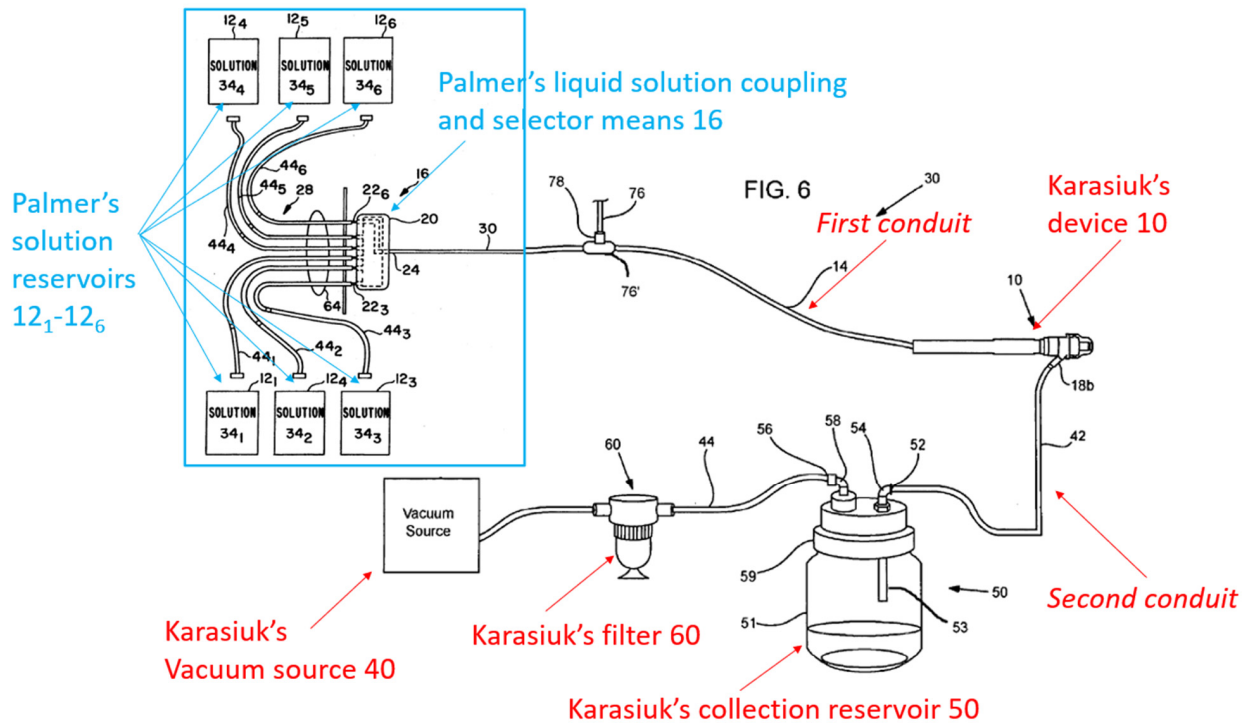 12₄
12₅
12₆
SOLUTION
34₄
SOLUTION
34₅
SOLUTION
34₆
Palmer’s liquid solution coupling
and selector means 16
44₆
44₅
28
44₄
22₆
16
20
30
24
22₃
64
Palmer’s
solution
reservoirs
12₁-12₆
44₃
44₂
44₁
12₁
12₄
12₃
SOLUTION
34₁
SOLUTION
34₂
SOLUTION
34₃
78
76
76'
FIG. 6
30
First conduit
14
Karasiuk’s
device 10
10
18b
42
Second conduit
Vacuum
Source
Karasiuk’s
Vacuum source 40
60
44
Karasiuk’s filter 60
56
58
54
52
59
51
53
50
Karasiuk’s collection reservoir 50